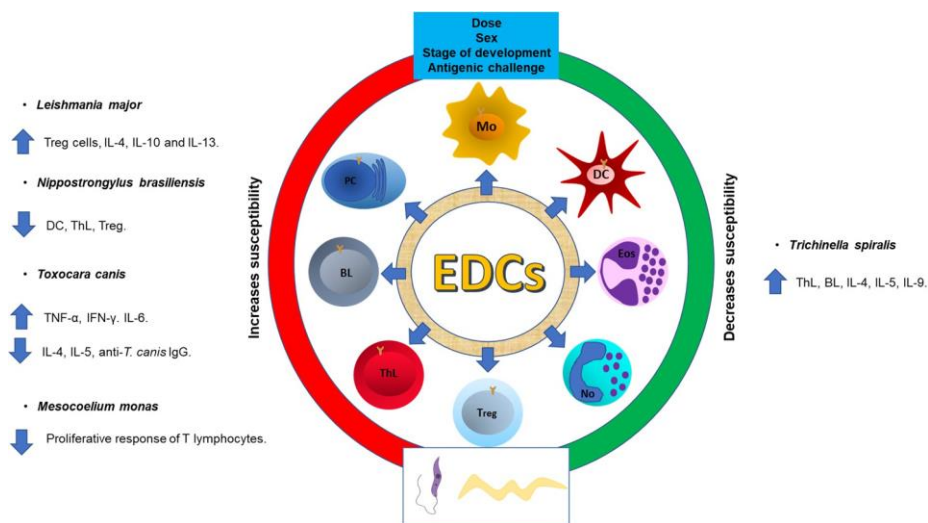 Dose
Sex
Stage of development
Antigenic challenge
• Leishmania major
Treg cells, IL-4, IL-10 and IL-13.
• Nippostrongylus brasiliensis
DC, ThL, Treg.
• Toxocara canis
TNF-α, IFN-γ. IL-6.
IL-4, IL-5, anti-T. canis IgG.
• Mesocoelium monas
Proliferative response of T lymphocytes.
Increases susceptibility
Mo
PC
DC
BL
EDCs
Eos
ThL
Treg
No
Decreases susceptibility
• Trichinella spiralis
ThL, BL, IL-4, IL-5, IL-9.